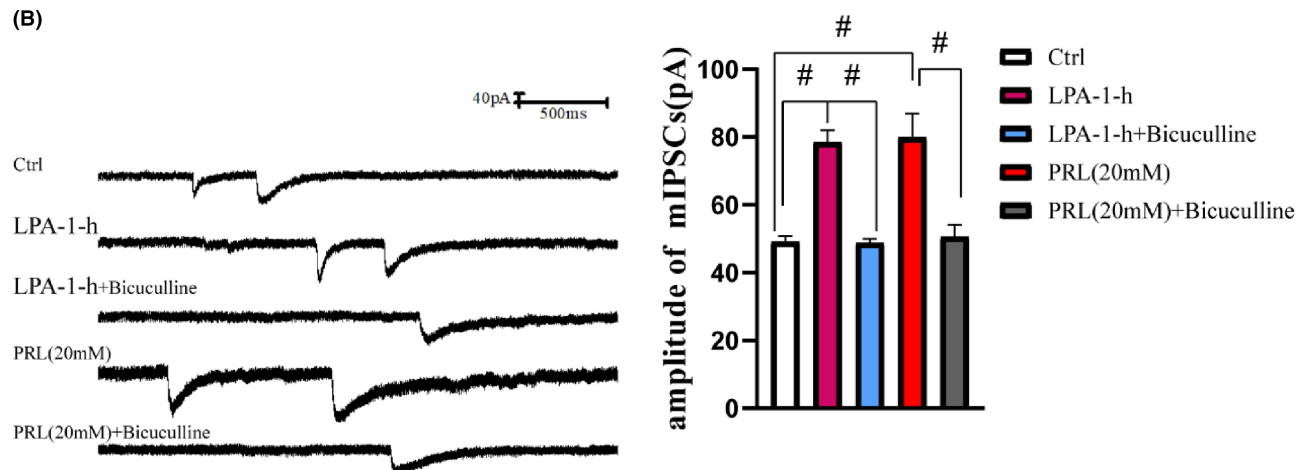 (B)
40pA
500ms
Ctrl
LPA-1-h
LPA-1-h+Bicuculline
PRL(20mM)
PRL(20mM)+Bicuculline
amplitude of mIPSCs(pA)
100
80
60
40
20
0
#
#
#
#
Ctrl
LPA-1-h
LPA-1-h+Bicuculline
PRL(20mM)
PRL(20mM)+Bicuculline